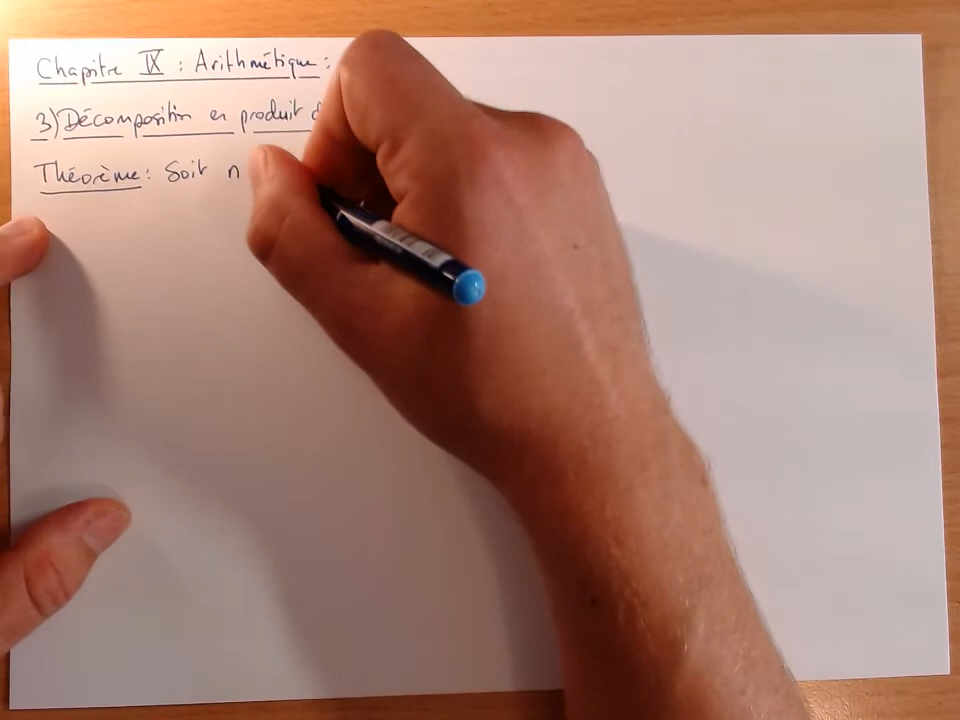 Chapitre IX : Arithmétique :
3) Décomposition en produit d
Théorème : Soit n